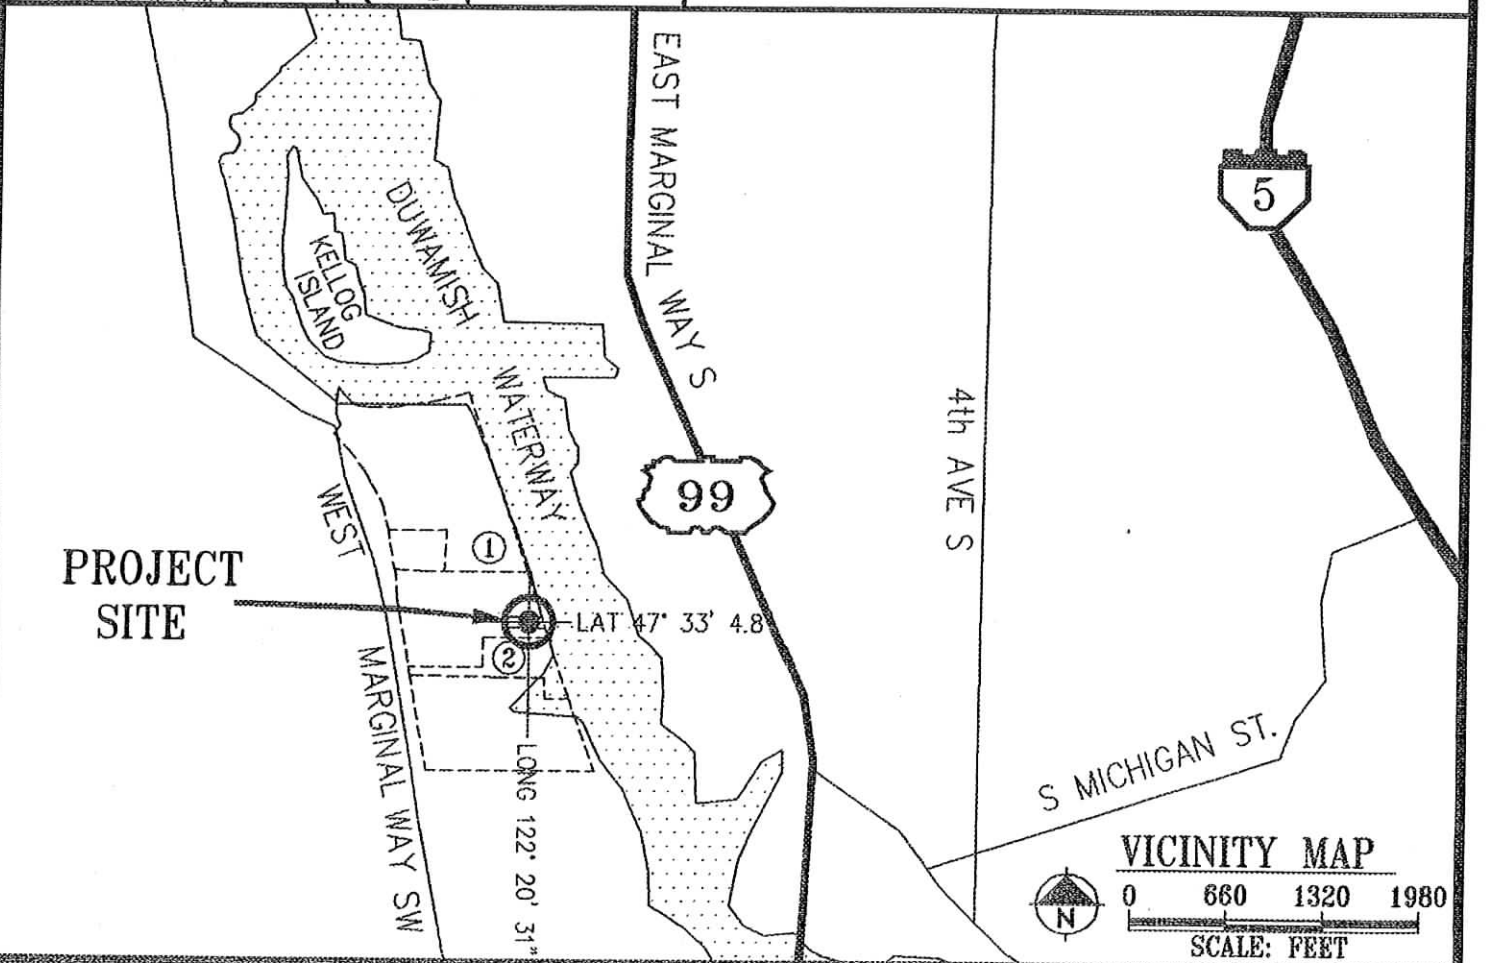 EAST MARGINAL WAY S
5
DUWAMISH
WATERWAY
KELLOG
ISLAND
4th AVE S
99
WEST
MARGINAL WAY SW
1
PROJECT
SITE
LAT 47° 33' 4.8
2
LONG 122° 20' 31"
S MICHIGAN ST.
VICINITY MAP
0 660 1320 1980
N
SCALE: FEET